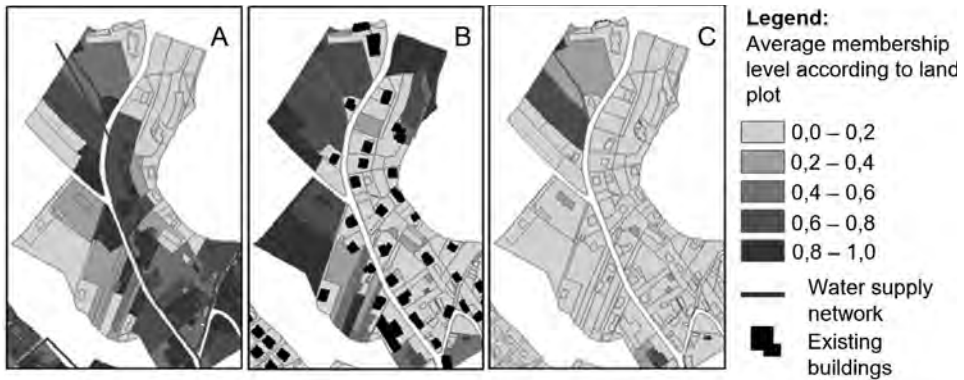 A
B
C
Legend:
Average membership
level according to land
plot
0,0 – 0,2
0,2 – 0,4
0,4 – 0,6
0,6 – 0,8
0,8 – 1,0
Water supply
network
Existing
buildings